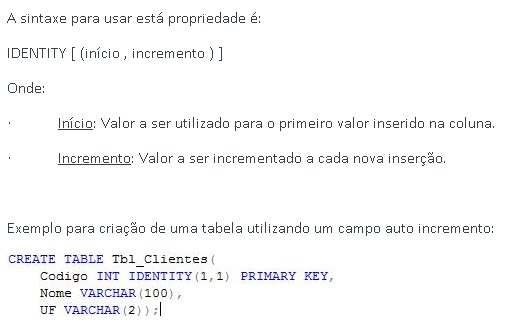 A sintaxe para usar está propriedade é:
IDENTITY [ (início , incremento ) ]
Onde:
· Início: Valor a ser utilizado para o primeiro valor inserido na coluna.
· Incremento: Valor a ser incrementado a cada nova inserção.
Exemplo para criação de uma tabela utilizando um campo auto incremento:
CREATE TABLE Tbl_Clientes(
    Codigo INT IDENTITY(1,1) PRIMARY KEY,
    Nome VARCHAR(100),
    UF VARCHAR(2));